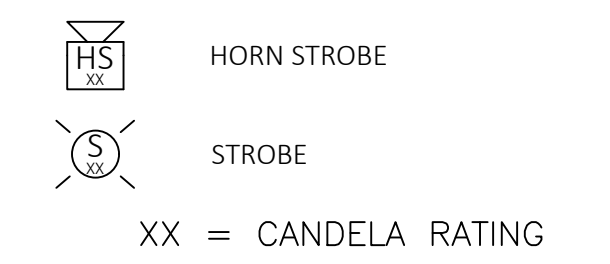 HS
XX
HORN STROBE
S
XX
STROBE
XX = CANDELA RATING